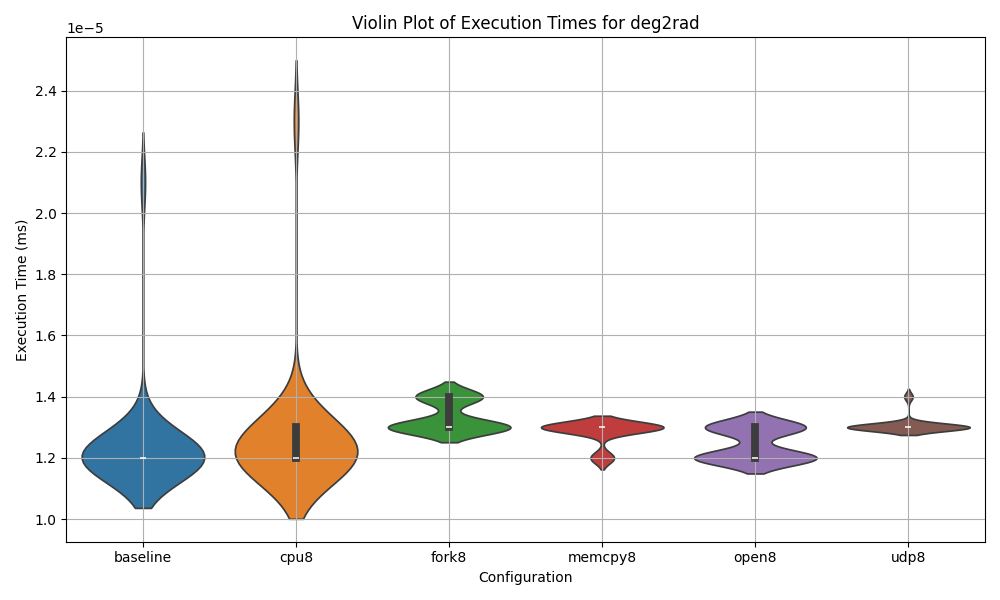 Violin Plot of Execution Times for deg2rad
1e−5
2.4
2.2
2.0
1.8
1.6
1.4
1.2
1.0
Execution Time (ms)
baseline cpu8 fork8 memcpy8 open8 udp8
Configuration